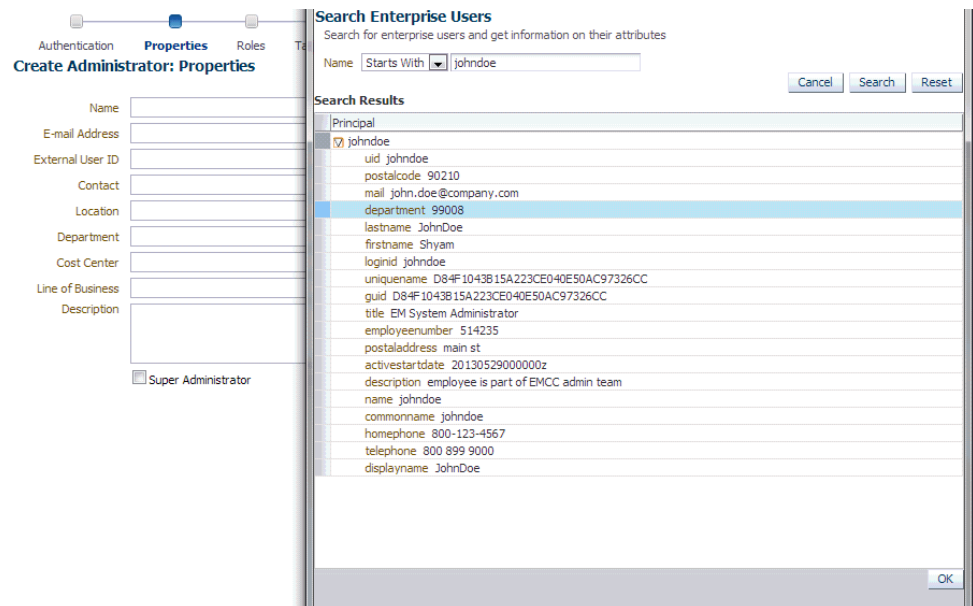 Authentication
Properties
Roles
Create Administrator: Properties
Name
E-mail Address
External User ID
Contact
Location
Department
Cost Center
Line of Business
Description
Super Administrator
Search Enterprise Users
Search for enterprise users and get information on their attributes
Name Starts With johndoe
Cancel Search Reset
Search Results
Principal
johndoe
uid johndoe
postalcode 90210
mail john.doe@company.com
department 99008
lastname JohnDoe
firstname Shyam
loginid johndoe
uniquename D84F1043B15A223CE040E50AC97326CC
guid D84F1043B15A223CE040E50AC97326CC
title EM System Administrator
employeenumber 514235
postaladdress main st
activestartdate 20130529000000z
description employee is part of EMCC admin team
name johndoe
commonname johndoe
homephone 800-123-4567
telephone 800 899 9000
displayname JohnDoe
OK